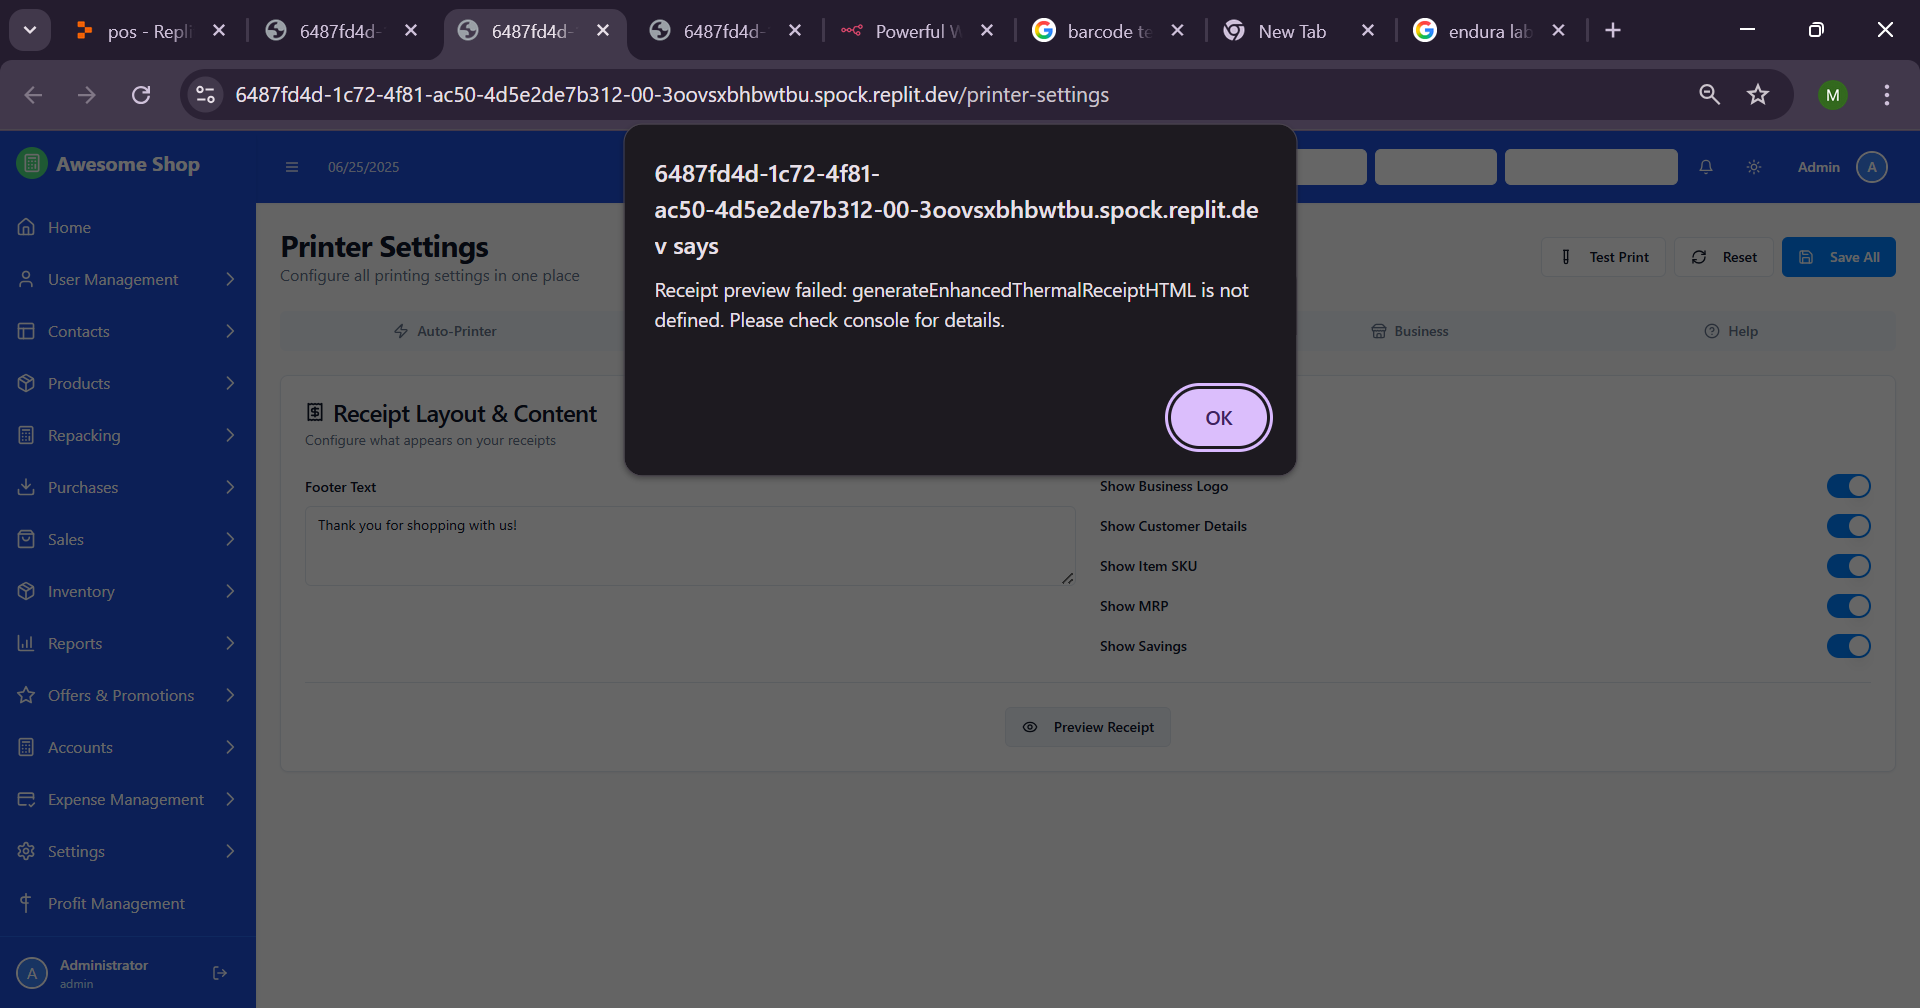 pos - Repli
6487fd4d-
6487fd4d-
6487fd4d-
Powerful W
barcode te
New Tab
endura lab
6487fd4d-1c72-4f81-ac50-4d5e2de7b312-00-3oovsxbhbwtbu.spock.replit.dev/printer-settings
M
Awesome Shop
06/25/2025
Admin
A
6487fd4d-1c72-4f81-
ac50-4d5e2de7b312-00-3oovsxbhbwtbu.spock.replit.de
v says
Receipt preview failed: generateEnhancedThermalReceiptHTML is not
defined. Please check console for details.
OK
Home
User Management
Contacts
Products
Repacking
Purchases
Sales
Inventory
Reports
Offers & Promotions
Accounts
Expense Management
Settings
Profit Management
A
Administrator
admin
Printer Settings
Configure all printing settings in one place
Test Print
Reset
Save All
Auto-Printer
Business
Help
Receipt Layout & Content
Configure what appears on your receipts
Footer Text
Thank you for shopping with us!
Show Business Logo
Show Customer Details
Show Item SKU
Show MRP
Show Savings
Preview Receipt